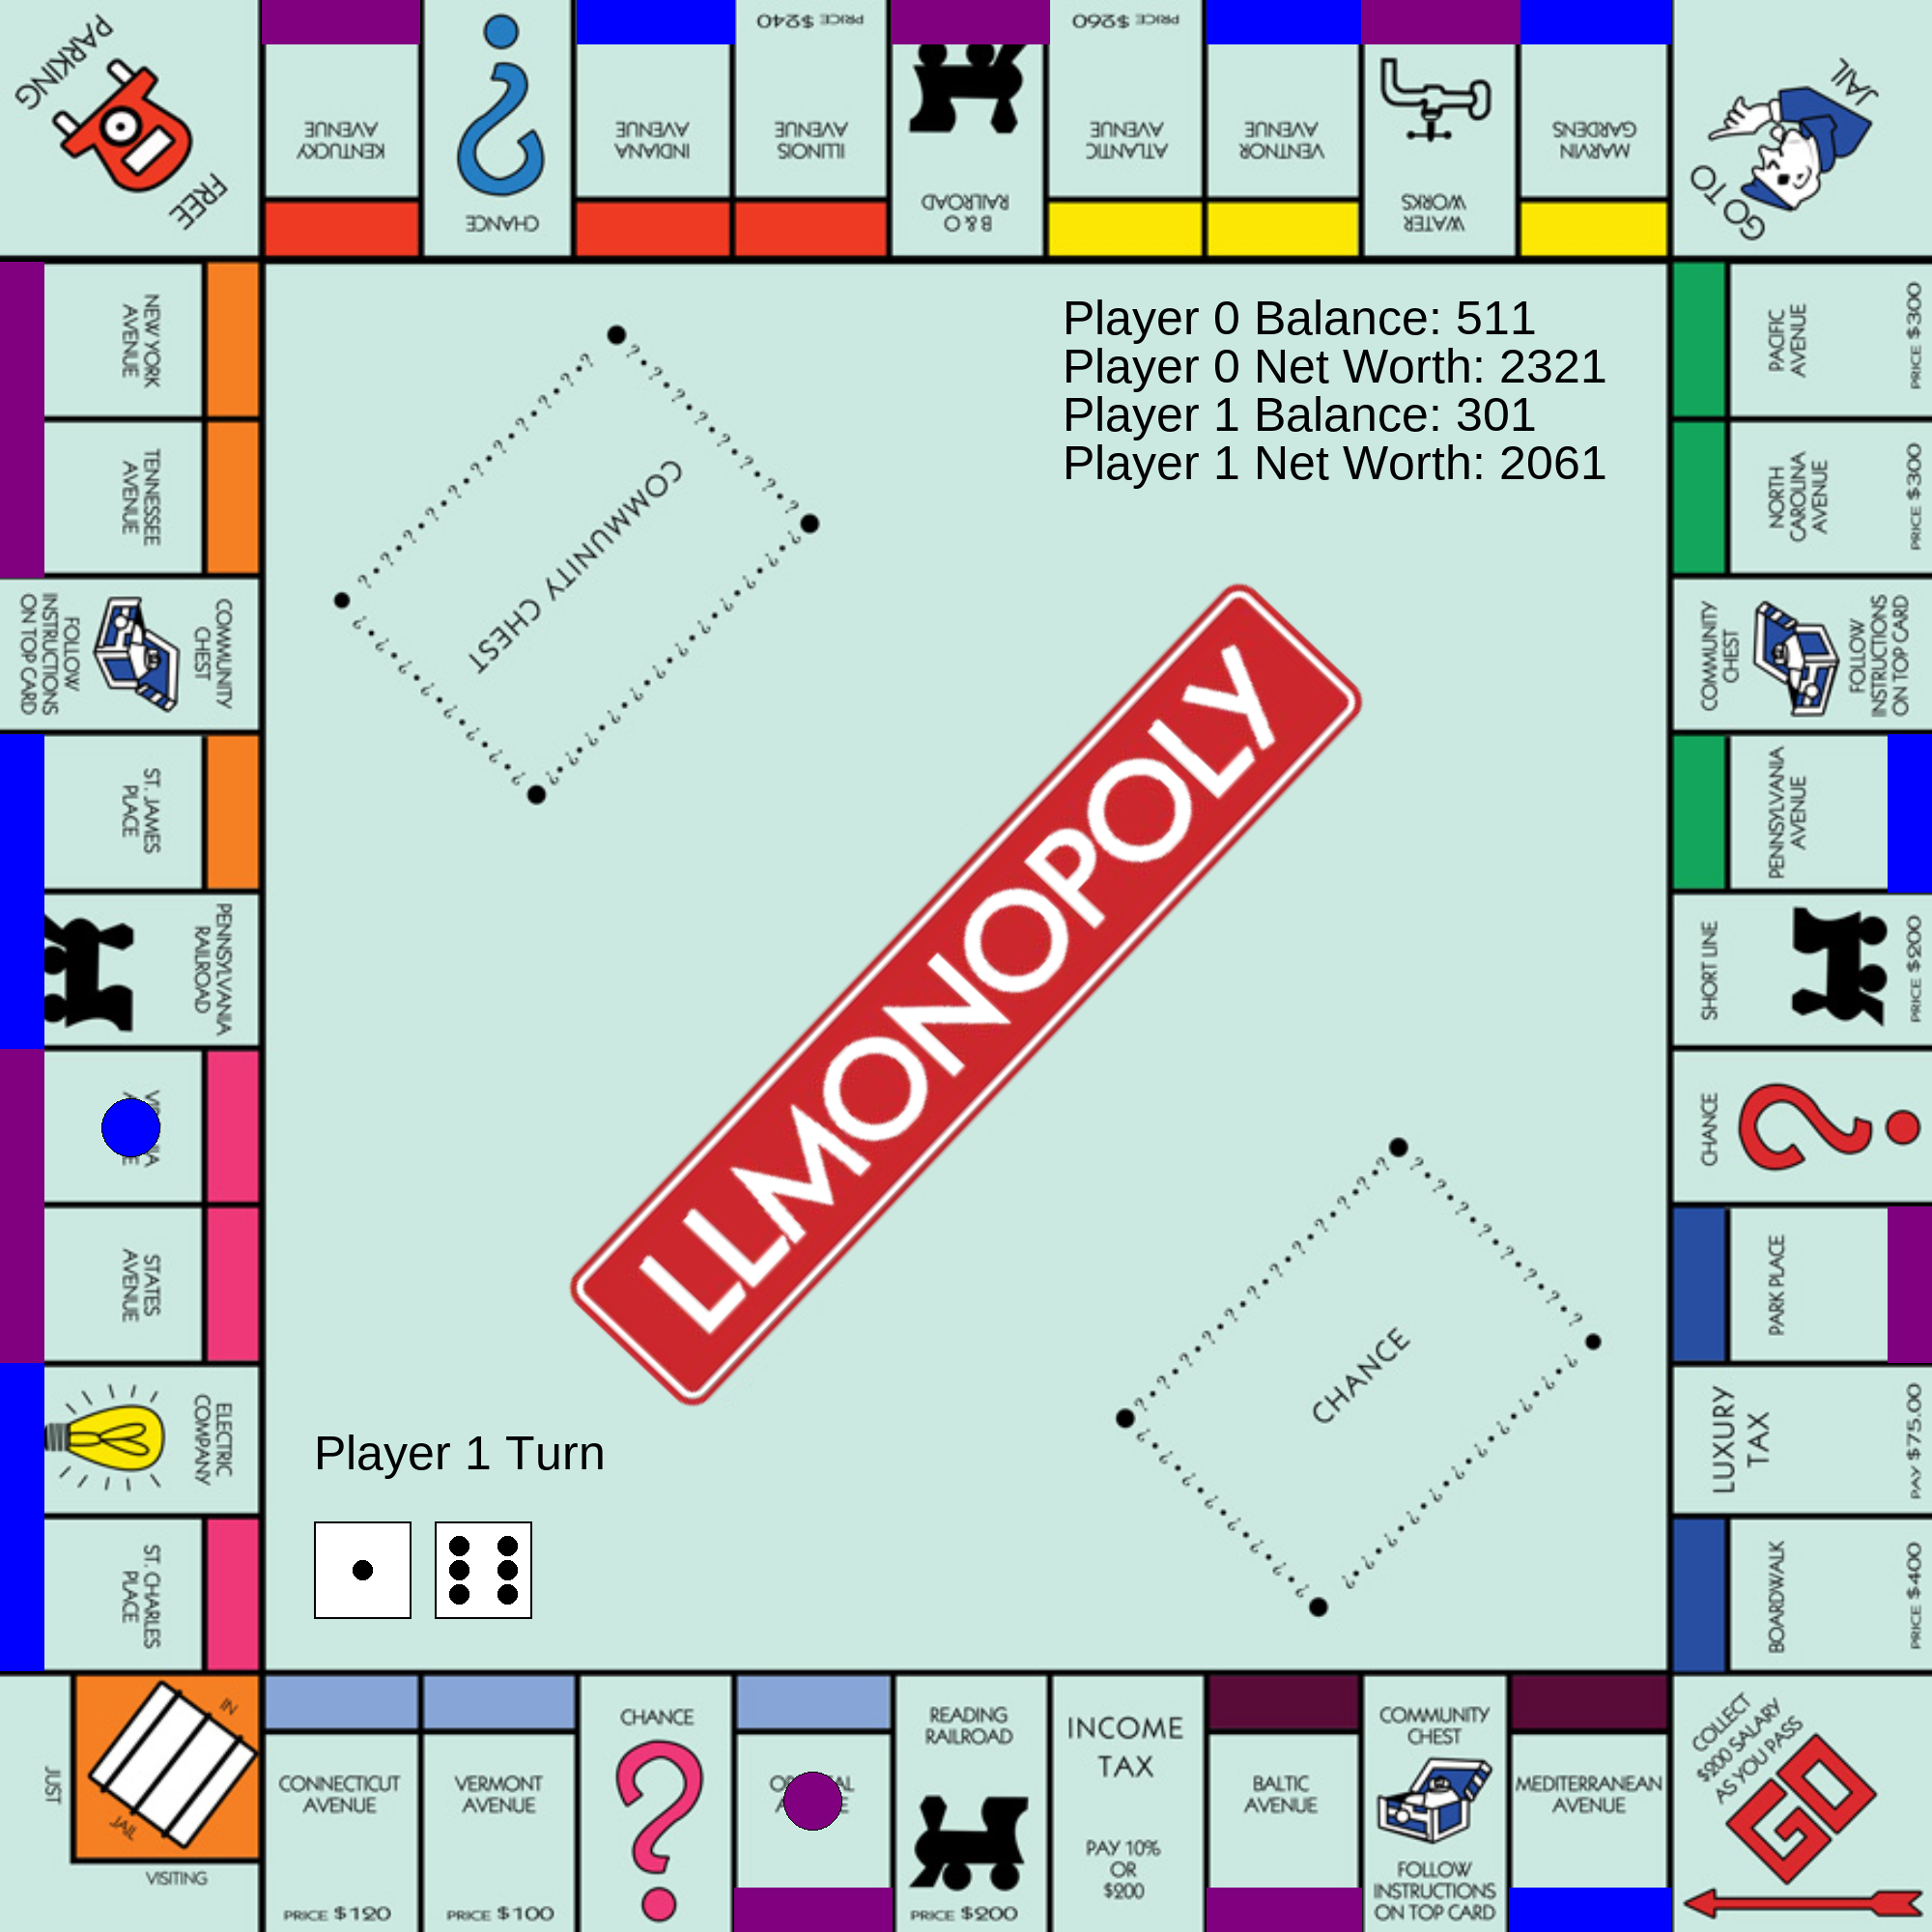 FREE
PARKING
KENTUCKY
AVENUE
CHANCE
INDIANA
AVENUE
ILLINOIS
AVENUE
PRICE $240
B & O
RAILROAD
ATLANTIC
AVENUE
PRICE $260
VENTNOR
AVENUE
WATER
WORKS
MARVIN
GARDENS
GO TO
JAIL
NEW YORK
AVENUE
TENNESSEE
AVENUE
COMMUNITY
CHEST
FOLLOW
INSTRUCTIONS
ON TOP CARD
ST. JAMES
PLACE
PENNSYLVANIA
RAILROAD
STATES
AVENUE
ELECTRIC
COMPANY
ST. CHARLES
PLACE
COMMUNITY CHEST
Player 0 Balance: 511
Player 0 Net Worth: 2321
Player 1 Balance: 301
Player 1 Net Worth: 2061
LLMONOPOLY
CHANCE
Player 1 Turn
PACIFIC
AVENUE
PRICE $300
NORTH
CAROLINA
AVENUE
PRICE $300
COMMUNITY
CHEST
FOLLOW
INSTRUCTIONS
ON TOP CARD
PENNSYLVANIA
AVENUE
SHORT LINE
PRICE $200
CHANCE
PARK PLACE
LUXURY
TAX
PAY $75.00
BOARDWALK
PRICE $400
JUST
VISITING
IN
JAIL
CONNECTICUT
AVENUE
PRICE $120
VERMONT
AVENUE
PRICE $100
CHANCE
READING
RAILROAD
PRICE $200
INCOME
TAX
PAY 10%
OR
$200
BALTIC
AVENUE
COMMUNITY
CHEST
FOLLOW
INSTRUCTIONS
ON TOP CARD
MEDITERRANEAN
AVENUE
COLLECT
$200 SALARY
AS YOU PASS
GO